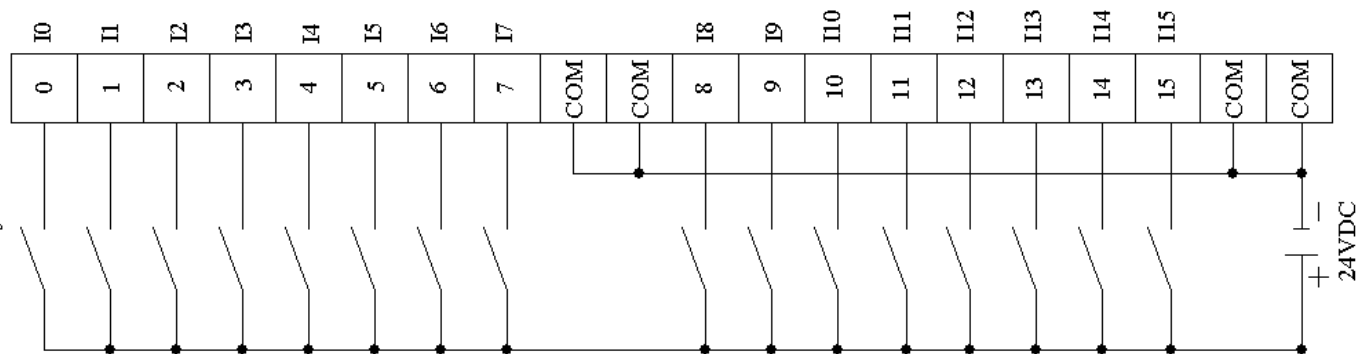 I0 I1 I2 I3 I4 I5 I6 I7 I8 I9 I10 I11 I12 I13 I14 I15
0 1 2 3 4 5 6 7 COM COM 8 9 10 11 12 13 14 15 COM COM
+ −
24VDC